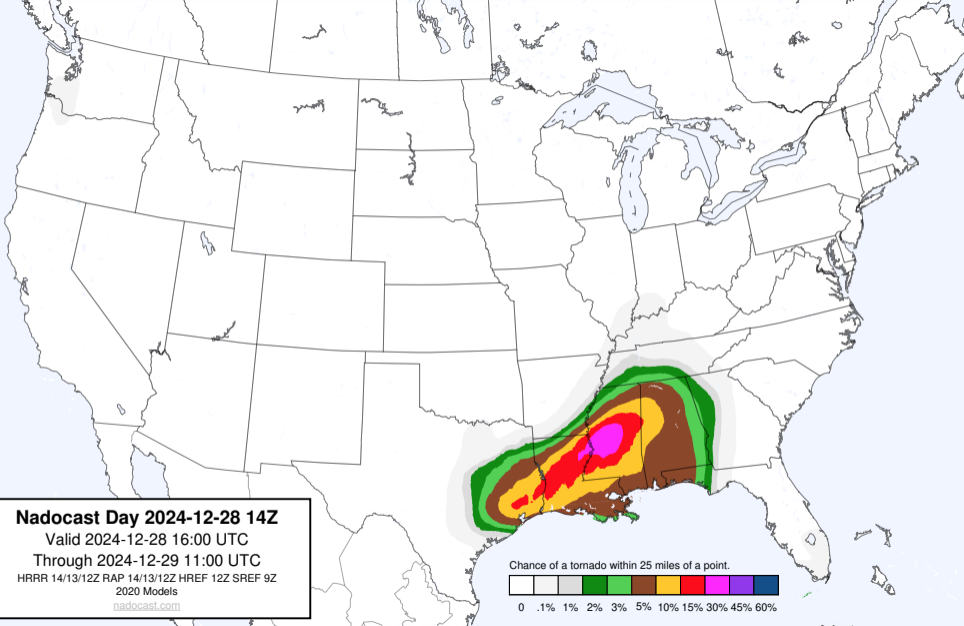 Nadocast Day 2024-12-28 14Z
Valid 2024-12-28 16:00 UTC
Through 2024-12-29 11:00 UTC
HRRR 14/13/12Z RAP 14/13/12Z HREF 12Z SREF 9Z
2020 Models
nadocast.com
Chance of a tornado within 25 miles of a point.
0 .1% 1% 2% 3% 5% 10% 15% 30% 45% 60%